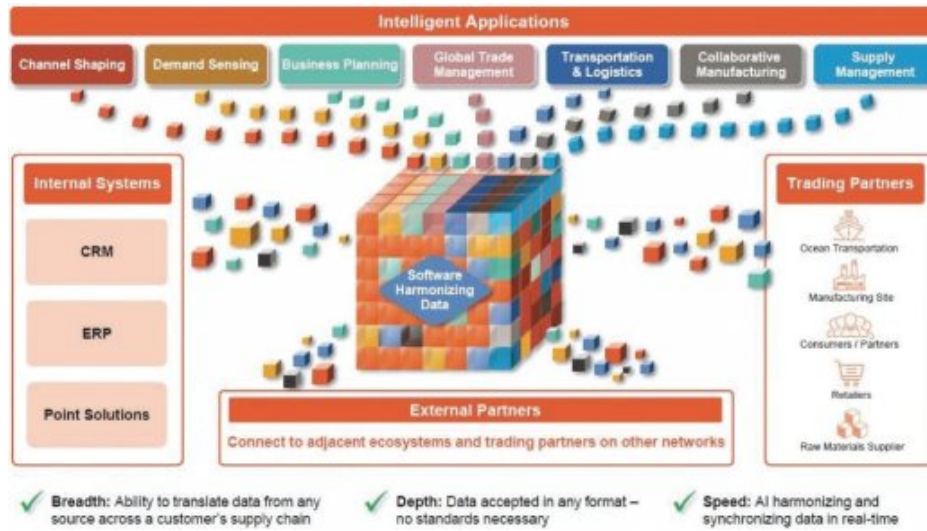 Intelligent Applications
Channel Shaping
Demand Sensing
Business Planning
Global Trade
Management
Transportation
& Logistics
Collaborative
Manufacturing
Supply
Management
Internal Systems
CRM
ERP
Point Solutions
Software
Harmonizing
Data
Trading Partners
Ocean Transportation
Manufacturing Site
Consumers / Partners
Retailers
Raw Materials Supplier
External Partners
Connect to adjacent ecosystems and trading partners on other networks
Breadth: Ability to translate data from any
source across a customer's supply chain
Depth: Data accepted in any format –
no standards necessary
Speed: AI harmonizing and
synchronizing data in real-time